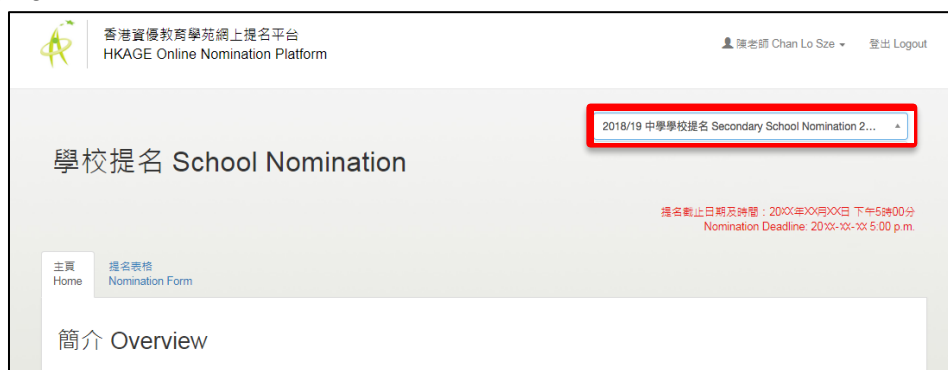 香港資優教育學苑網上提名平台
HKAGE Online Nomination Platform
陳老師 Chan Lo Sze
登出 Logout
2018/19 中學學校提名 Secondary School Nomination 2...
學校提名 School Nomination
提名截止日期及時間：20XX年XX月XX日 下午5時00分
Nomination Deadline: 20XX-XX-XX 5:00 p.m.
主頁
Home
提名表格
Nomination Form
簡介 Overview